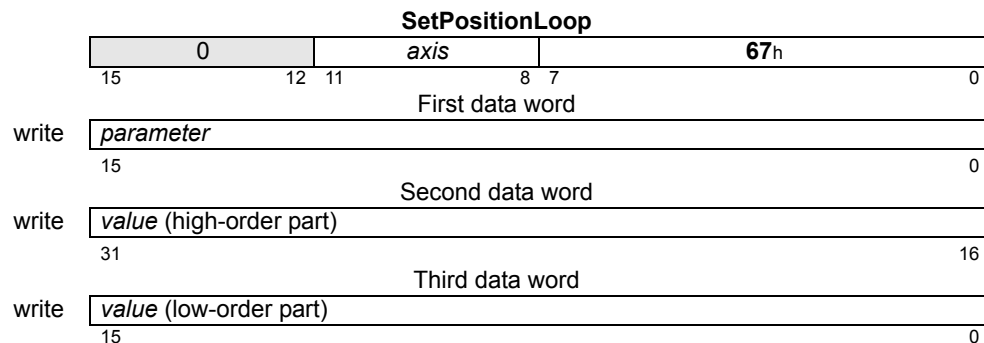 SetPositionLoop
0 axis 67h
15 12 11 8 7 0
First data word
write parameter
15 0
Second data word
write value (high-order part)
31 16
Third data word
write value (low-order part)
15 0